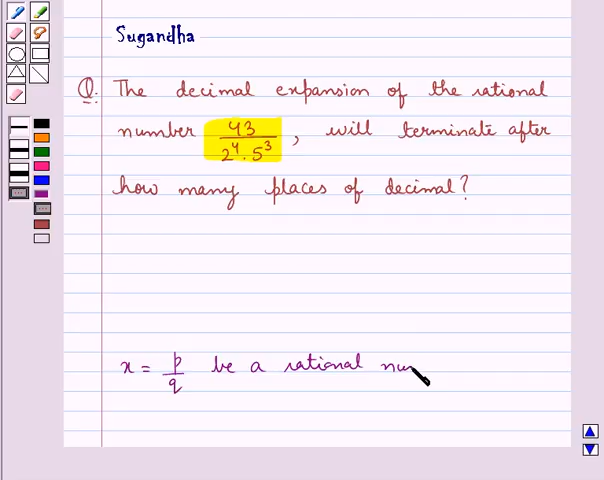 Sugandha
Q. The decimal expansion of the rational
number 43/2⁴·5³, will terminate after
how many places of decimal?
x = p/q be a rational nu